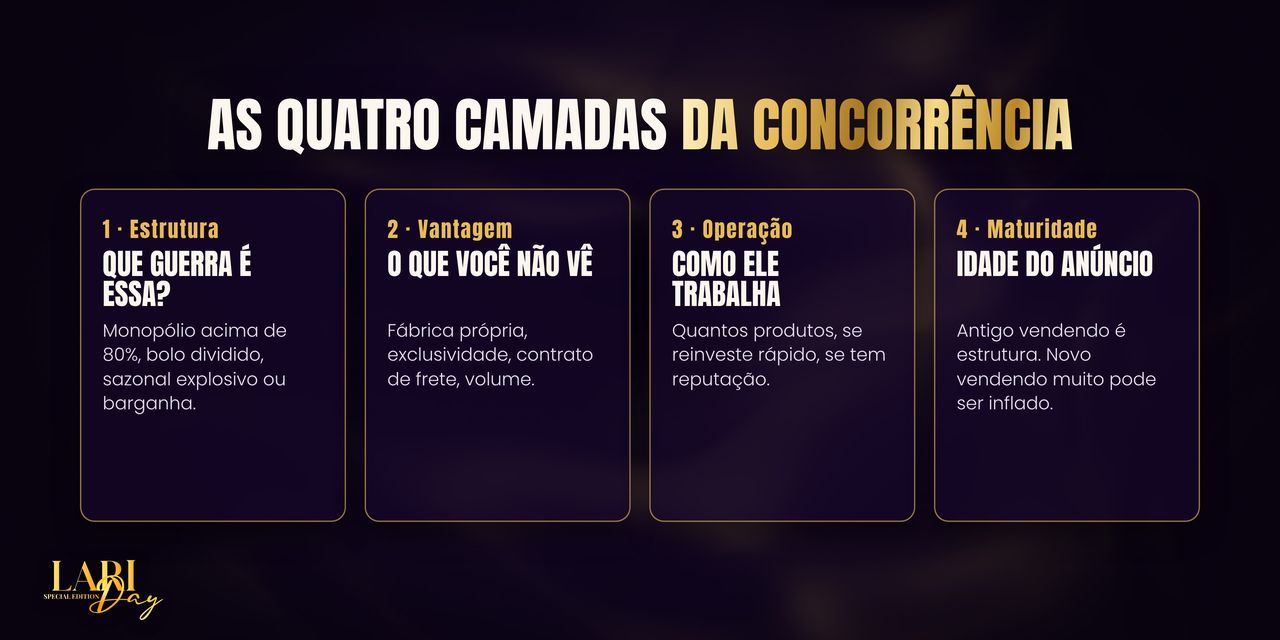 AS QUATRO CAMADAS DA CONCORRÊNCIA
1 · Estrutura
QUE GUERRA É
ESSA?
Monopólio acima de
80%, bolo dividido,
sazonal explosivo ou
barganha.
2 · Vantagem
O QUE VOCÊ NÃO VÊ
Fábrica própria,
exclusividade, contrato
de frete, volume.
3 · Operação
COMO ELE
TRABALHA
Quantos produtos, se
reinveste rápido, se tem
reputação.
4 · Maturidade
IDADE DO ANÚNCIO
Antigo vendendo é
estrutura. Novo
vendendo muito pode
ser inflado.
LABI
SPECIAL EDITION Day